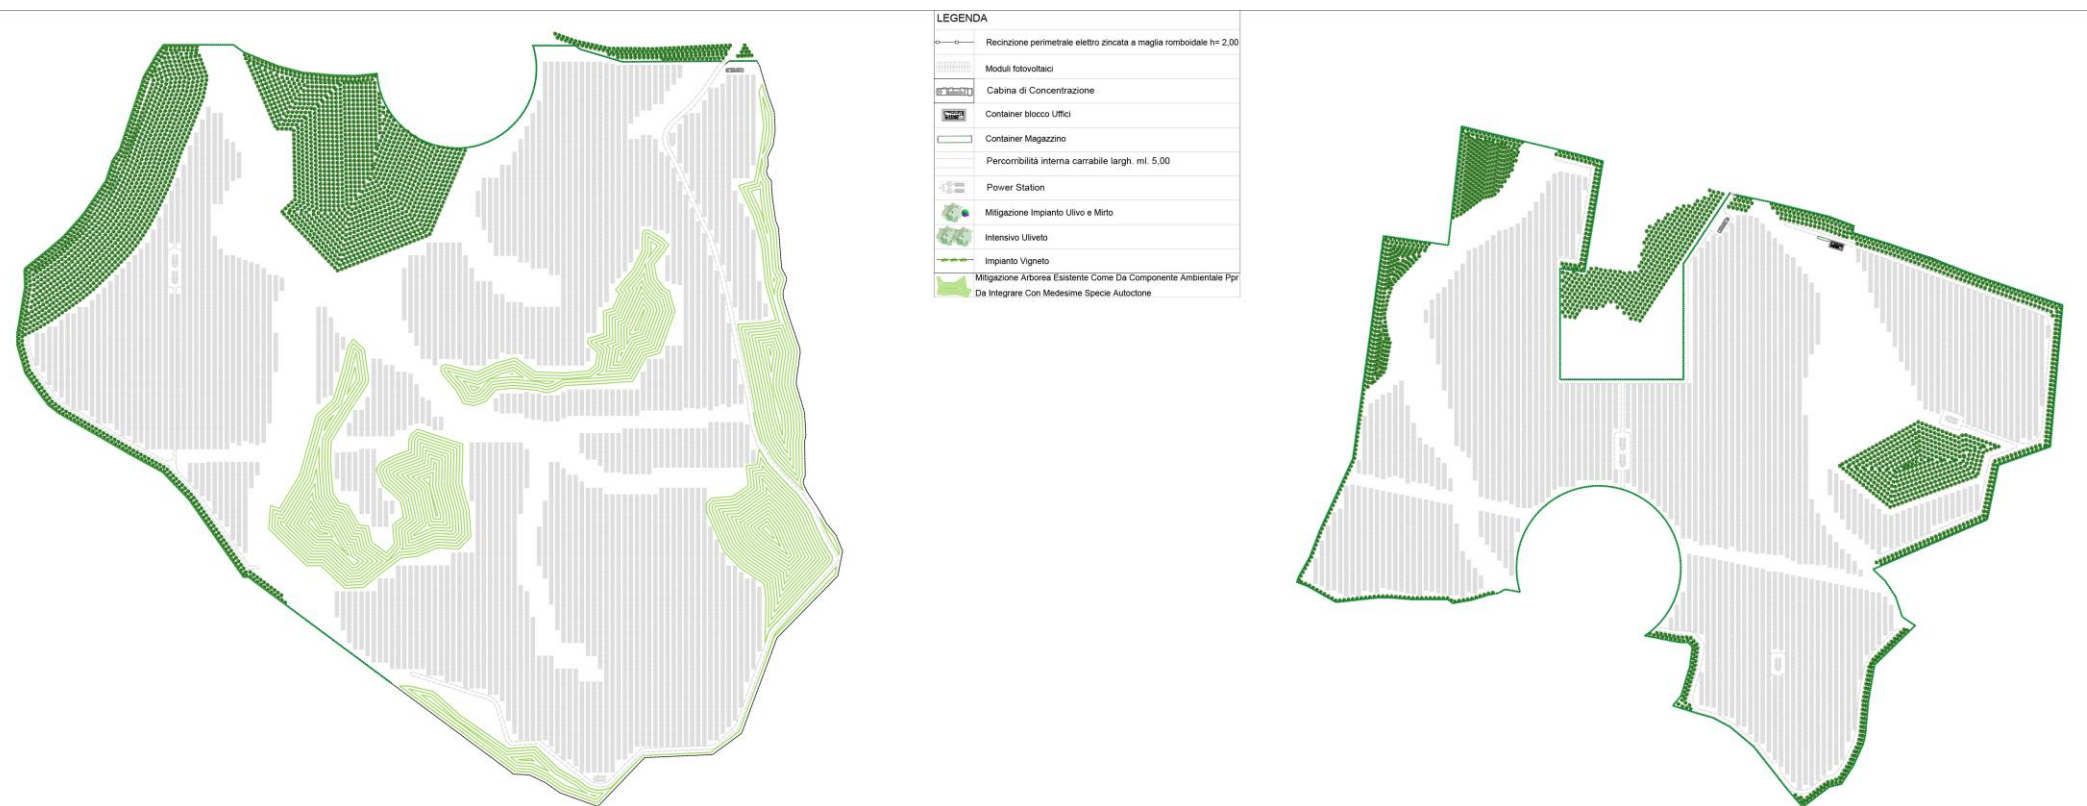 LEGENDA
Recinzione perimetrale elettro zincata a maglia romboidale h= 2,00
Moduli fotovoltaici
Cabina di Concentrazione
Container blocco Uffici
Container Magazzino
Percorribilità interna carrabile largh. ml. 5,00
Power Station
Mitigazione Impianto Ulivo e Mirto
Intensivo Uliveto
Impianto Vigneto
Mitigazione Arborea Esistente Come Da Componente Ambientale Ppr
Da Integrare Con Medesime Specie Autoctone